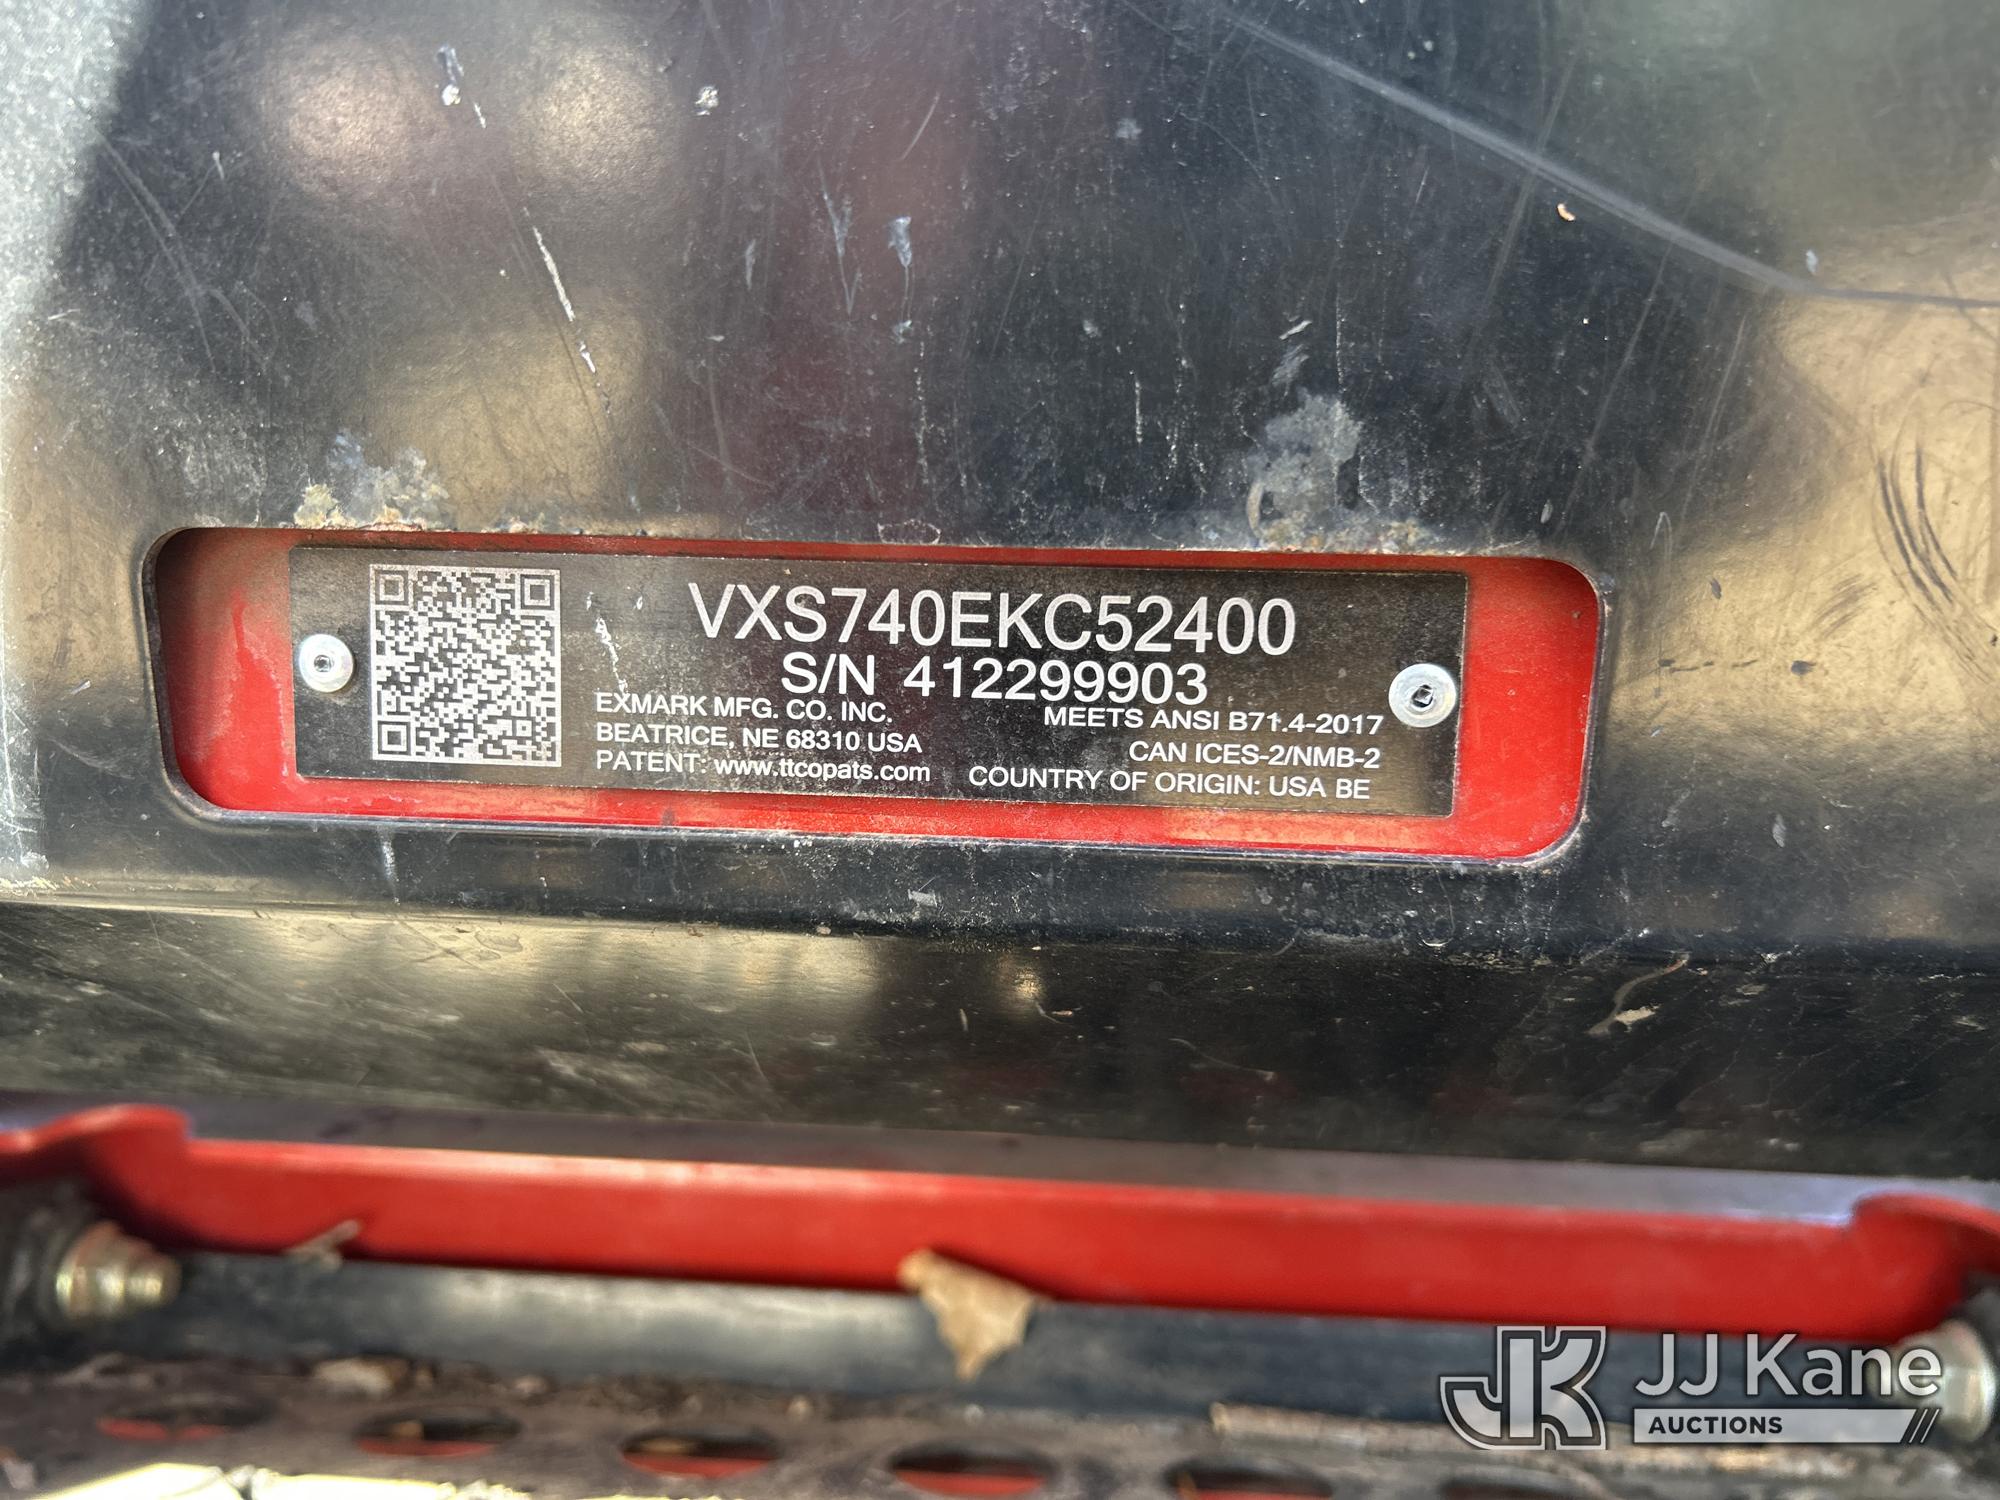 VXS740EKC52400
S/N 412299903
EXMARK MFG. CO. INC.
BEATRICE, NE 68310 USA
PATENT: www.ttcopats.com
MEETS ANSI B71.4-2017
CAN ICES-2/NMB-2
COUNTRY OF ORIGIN: USA BE
JK JJ Kane
AUCTIONS